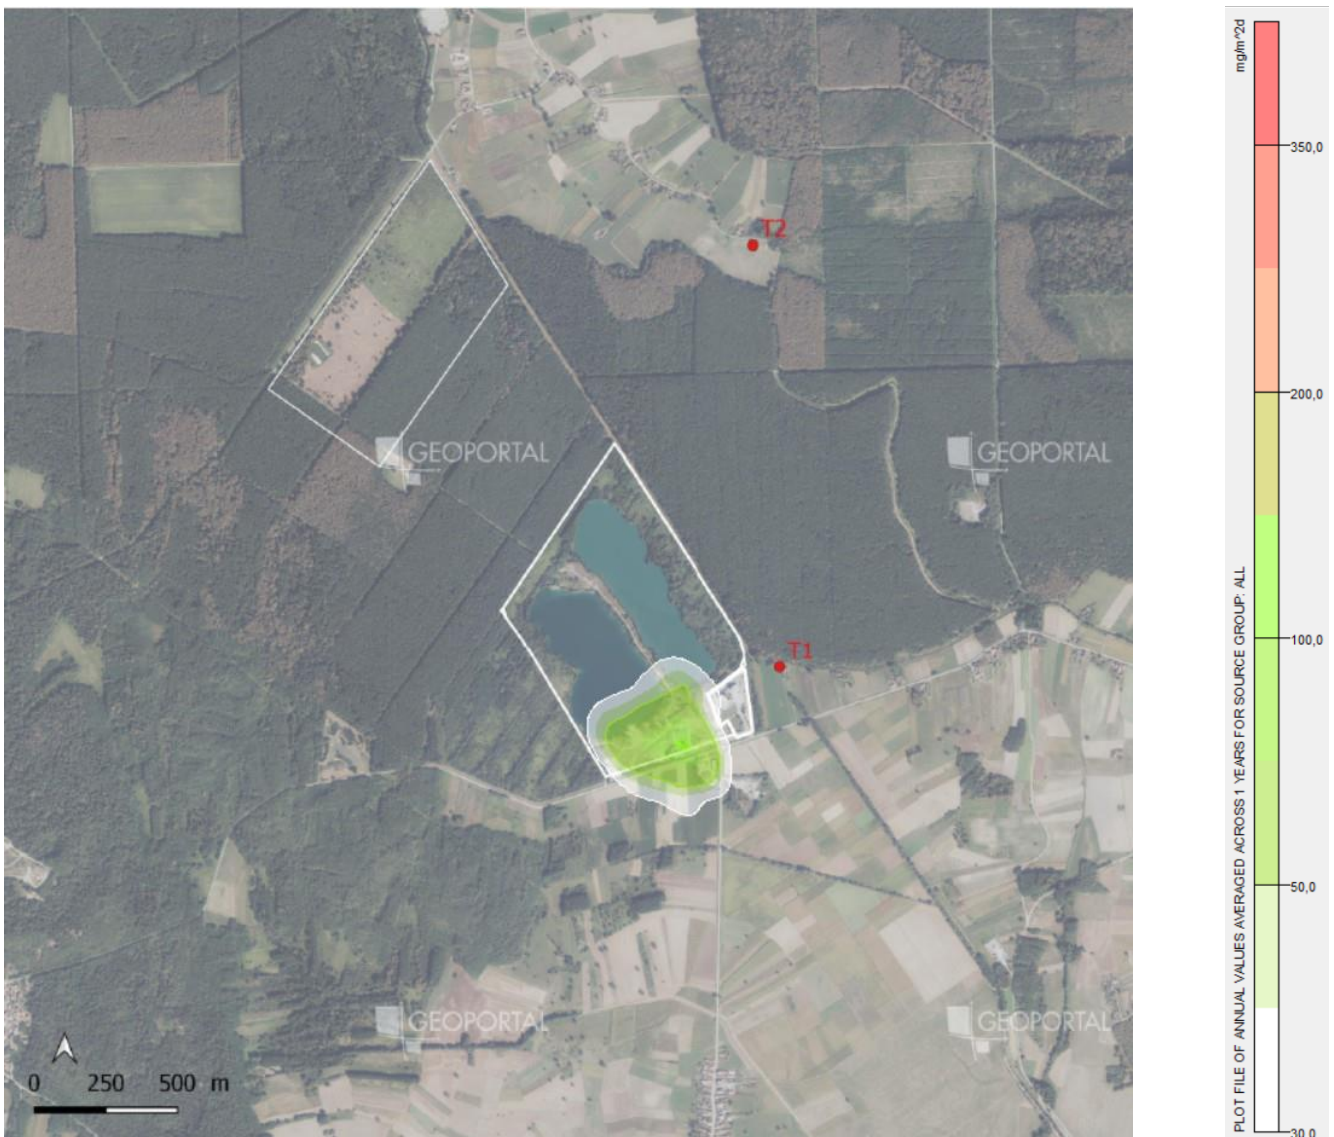 T2
GEOPORTAL
GEOPORTAL
T1
GEOPORTAL
GEOPORTAL
0 250 500 m
mg/m^2d
350,0
200,0
100,0
50,0
30,0
PLOT FILE OF ANNUAL VALUES AVERAGED ACROSS 1 YEARS FOR SOURCE GROUP: ALL